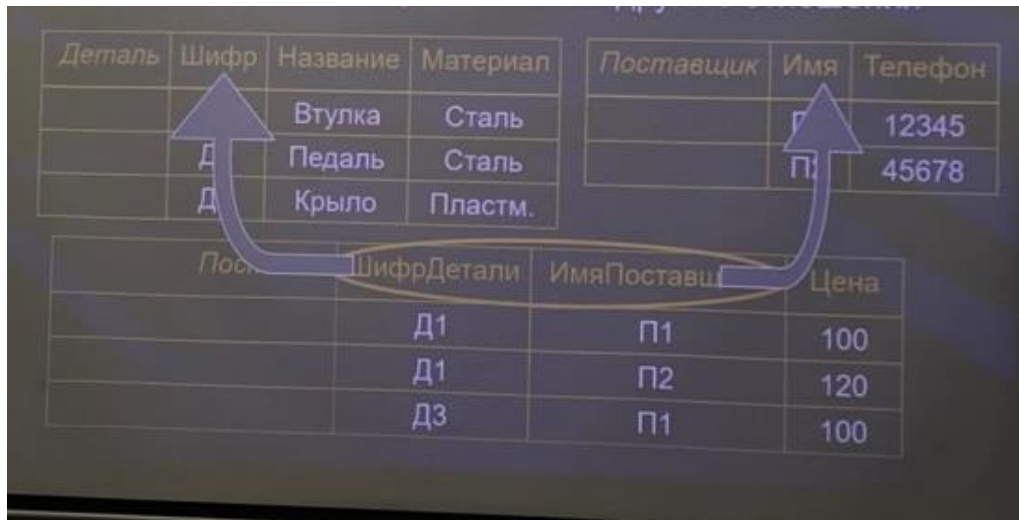 Деталь Шифр Название Материал
Втулка Сталь
Педаль Сталь
Крыло Пластм.
Поставщик Имя Телефон
12345
45678
ШифрДетали Цена
Д1 П1 100
Д1 П2 120
Д3 П1 100